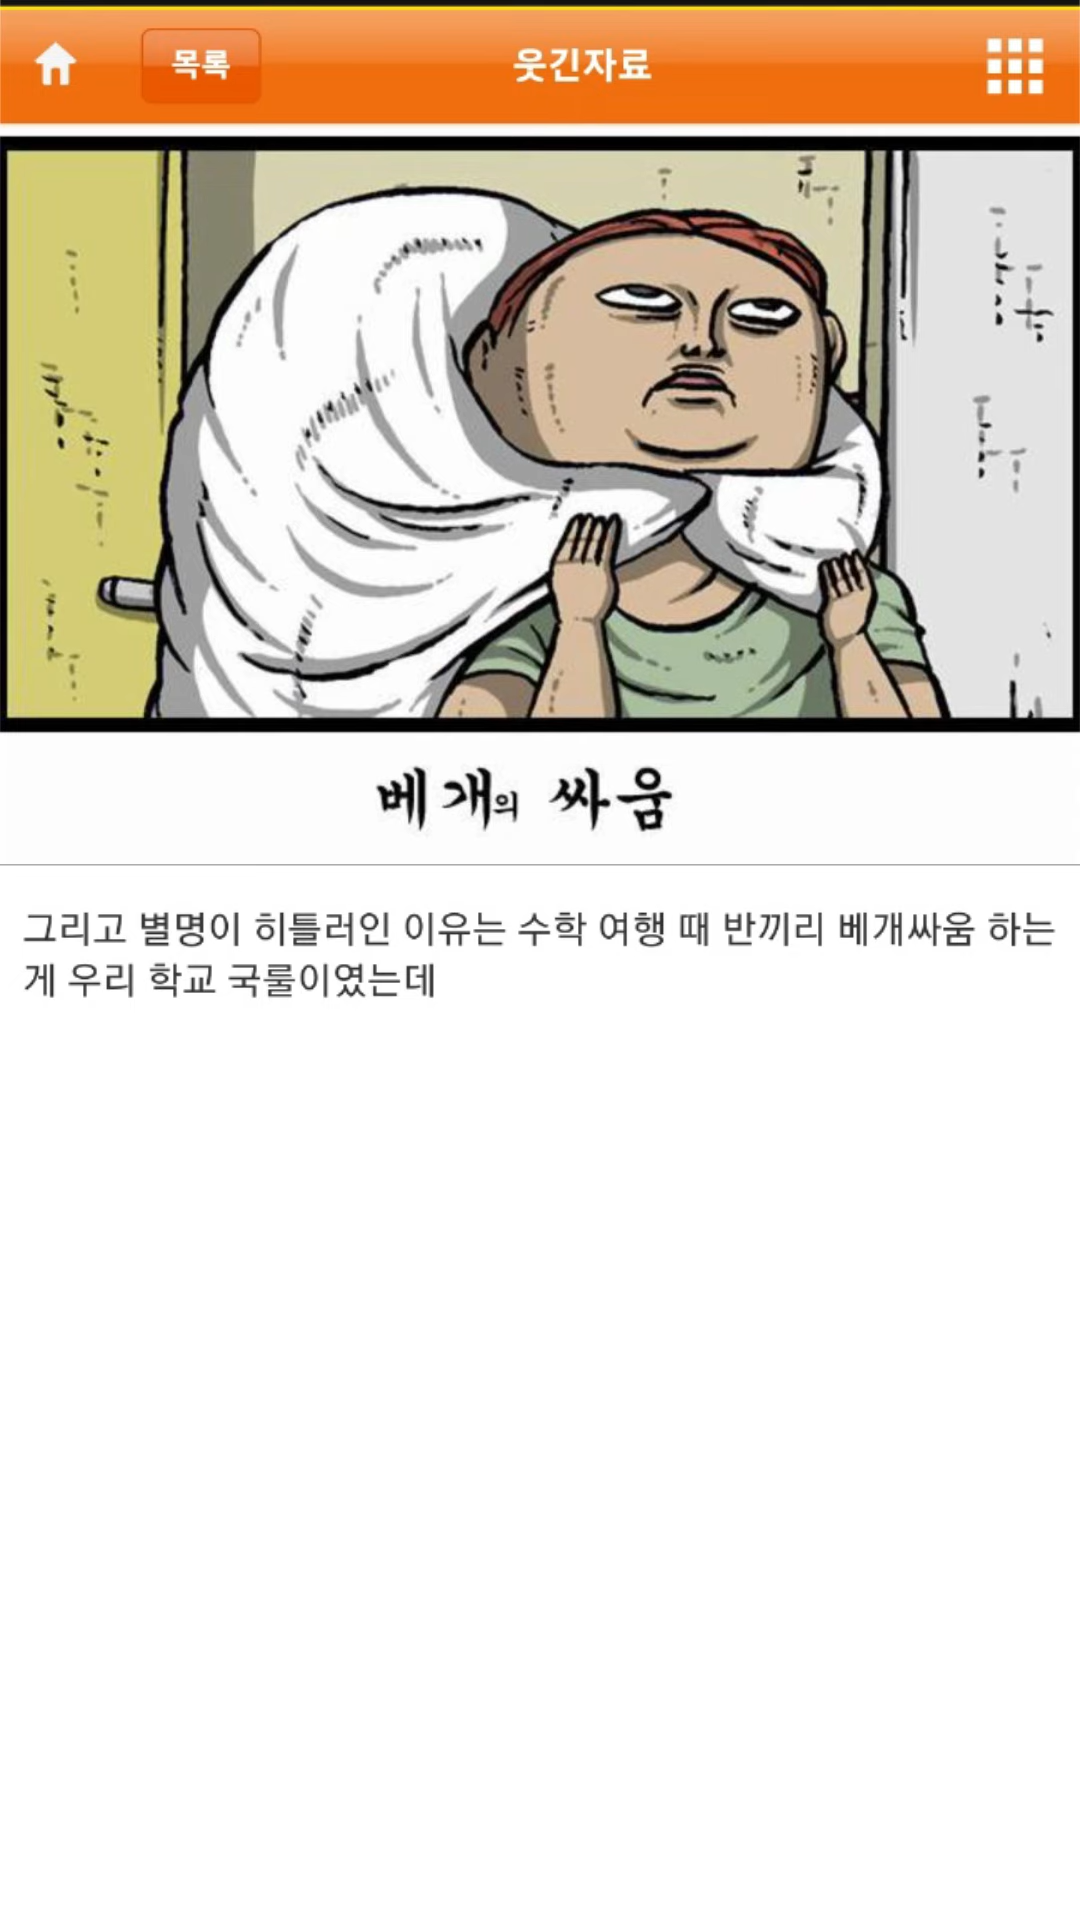 목록
웃긴자료
베개의 싸움
그리고 별명이 히틀러인 이유는 수학 여행 때 반끼리 베개싸움 하는
게 우리 학교 국룰이였는데